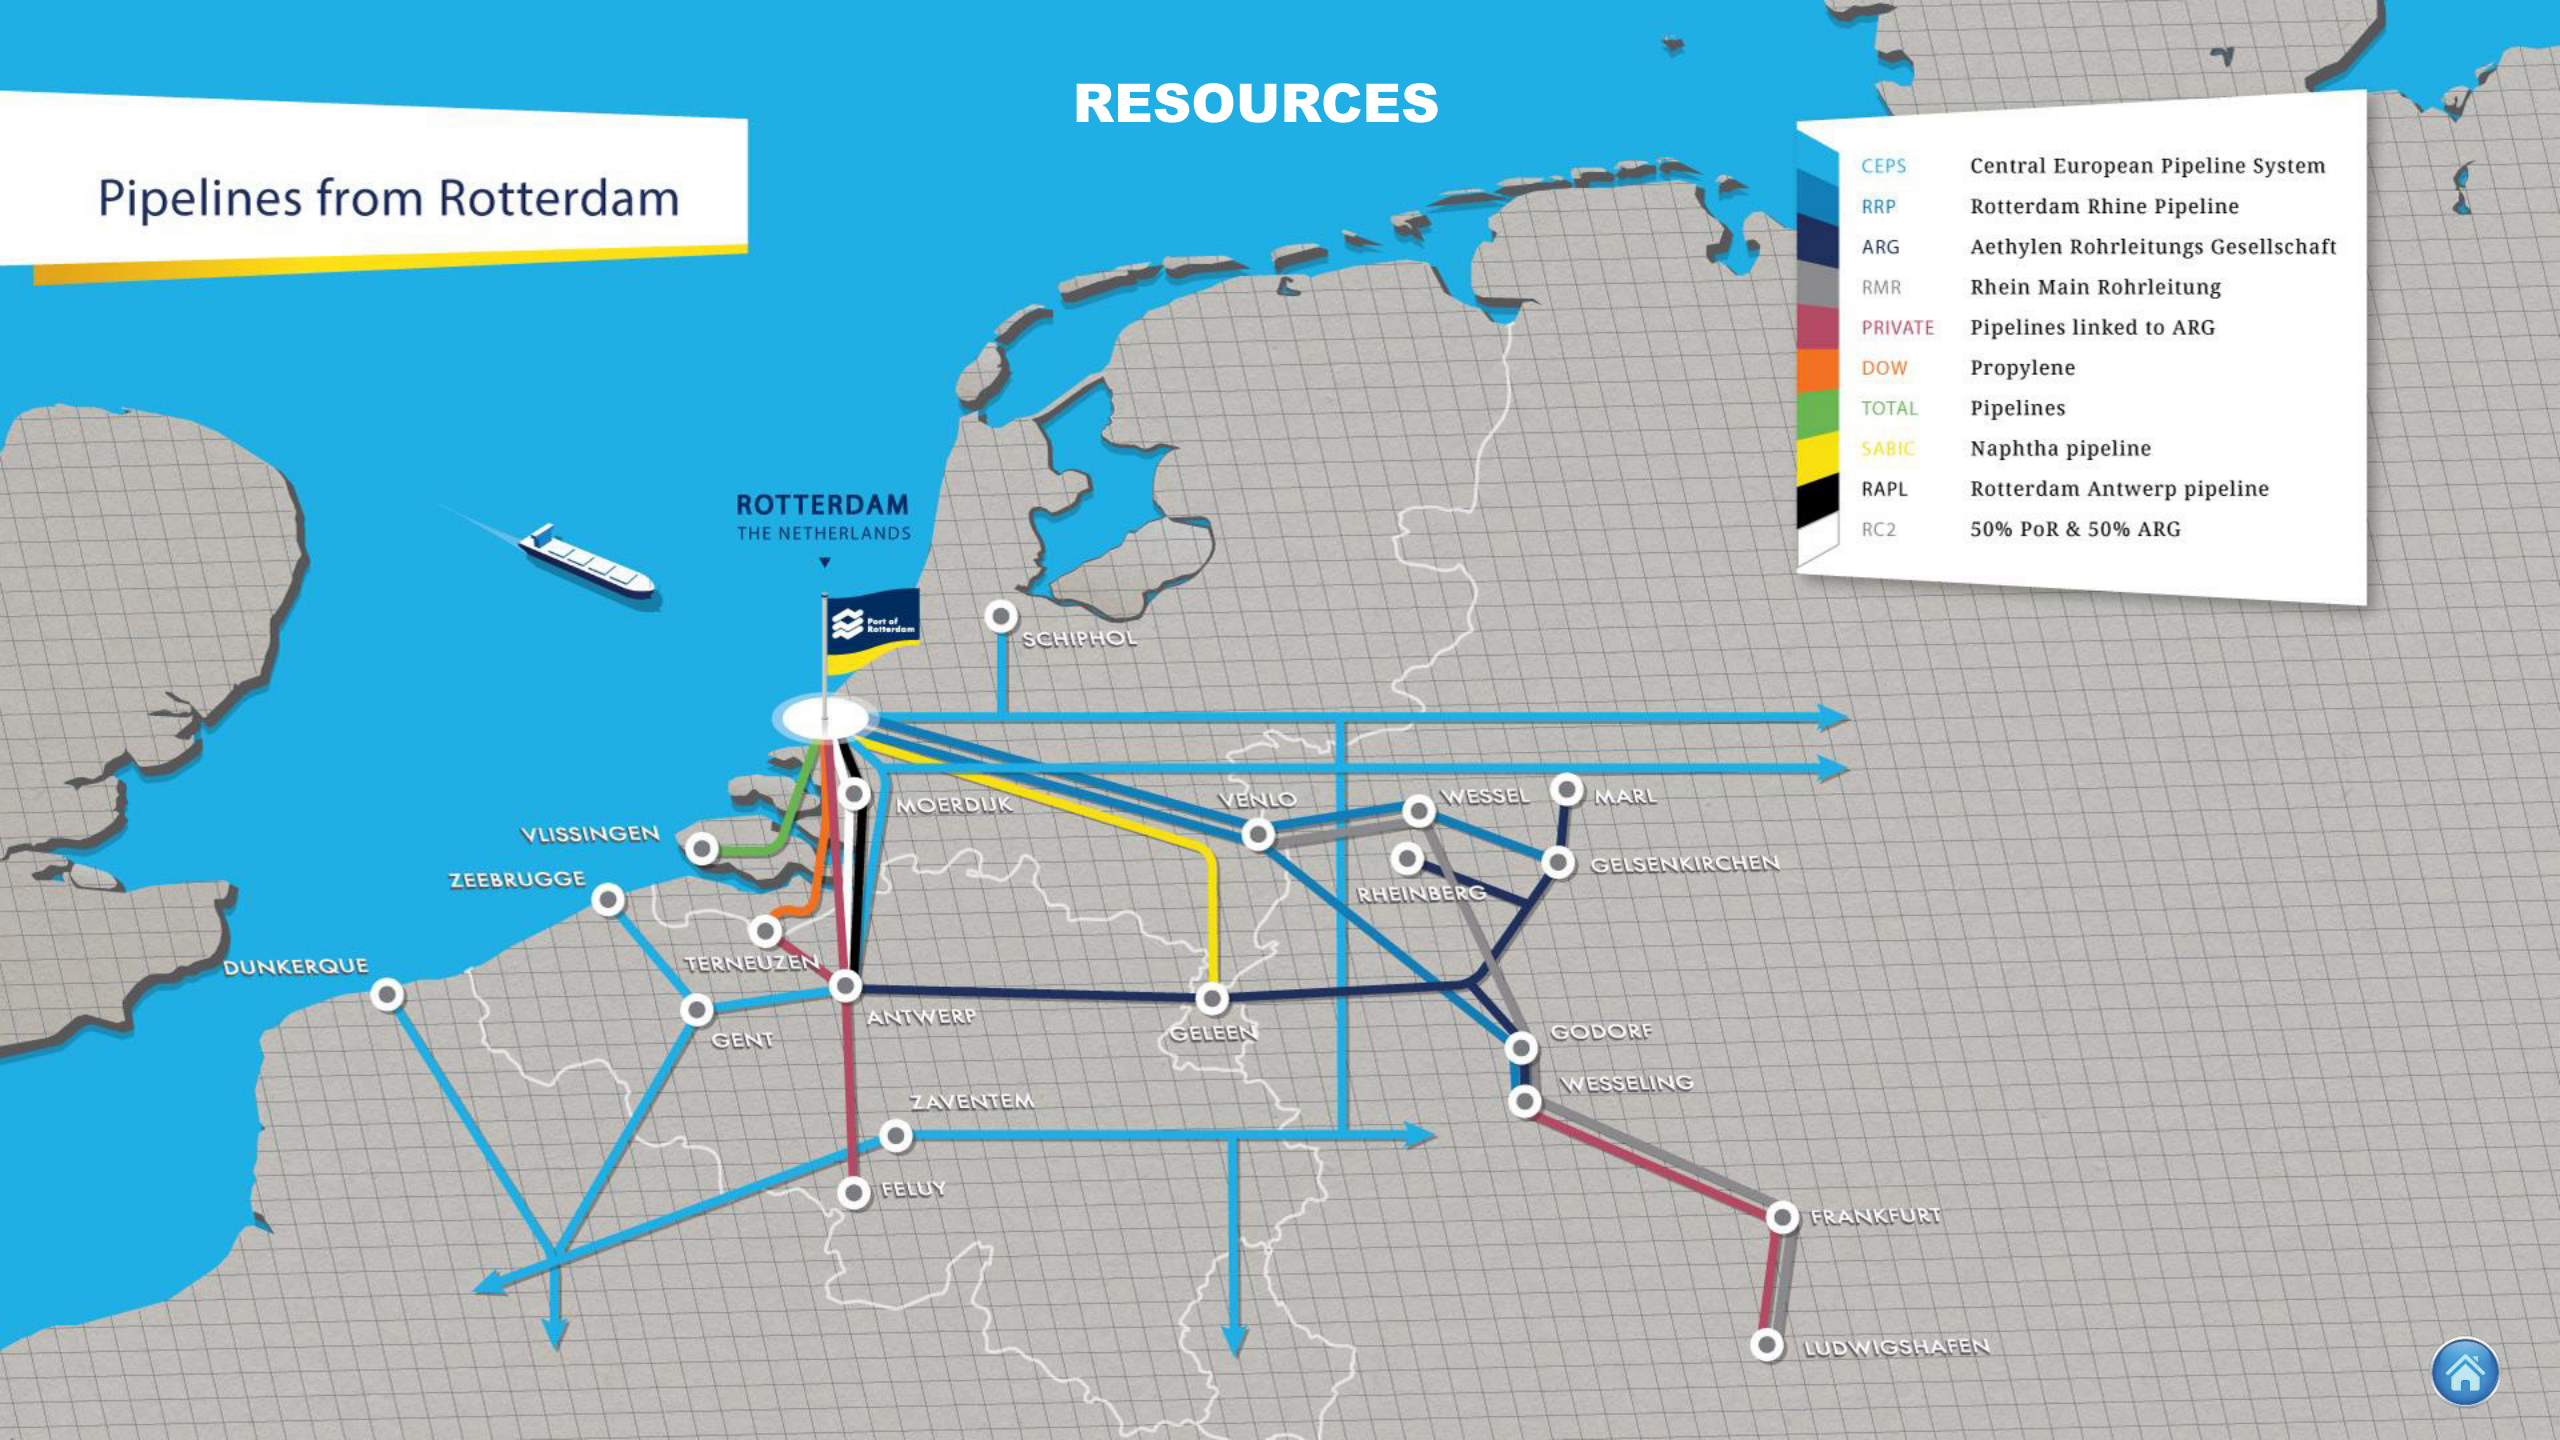 RESOURCES
Pipelines from Rotterdam
CEPS Central European Pipeline System
RRP Rotterdam Rhine Pipeline
ARG Aethylen Rohrleitungs Gesellschaft
RMR Rhein Main Rohrleitung
PRIVATE Pipelines linked to ARG
DOW Propylene
TOTAL Pipelines
SABIC Naphtha pipeline
RAPL Rotterdam Antwerp pipeline
RC2 50% PoR & 50% ARG
ROTTERDAM
THE NETHERLANDS
Port of
Rotterdam
SCHIPHOL
MOERDIJK
VENLO
WESSEL
MARL
VLISSINGEN
GELSENKIRCHEN
ZEEBRUGGE
RHEINBERG
TERNEUZEN
DUNKERQUE
ANTWERP
GELEEN
GODORF
GENT
WESSELING
ZAVENTEM
FELUY
FRANKFURT
LUDWIGSHAFEN